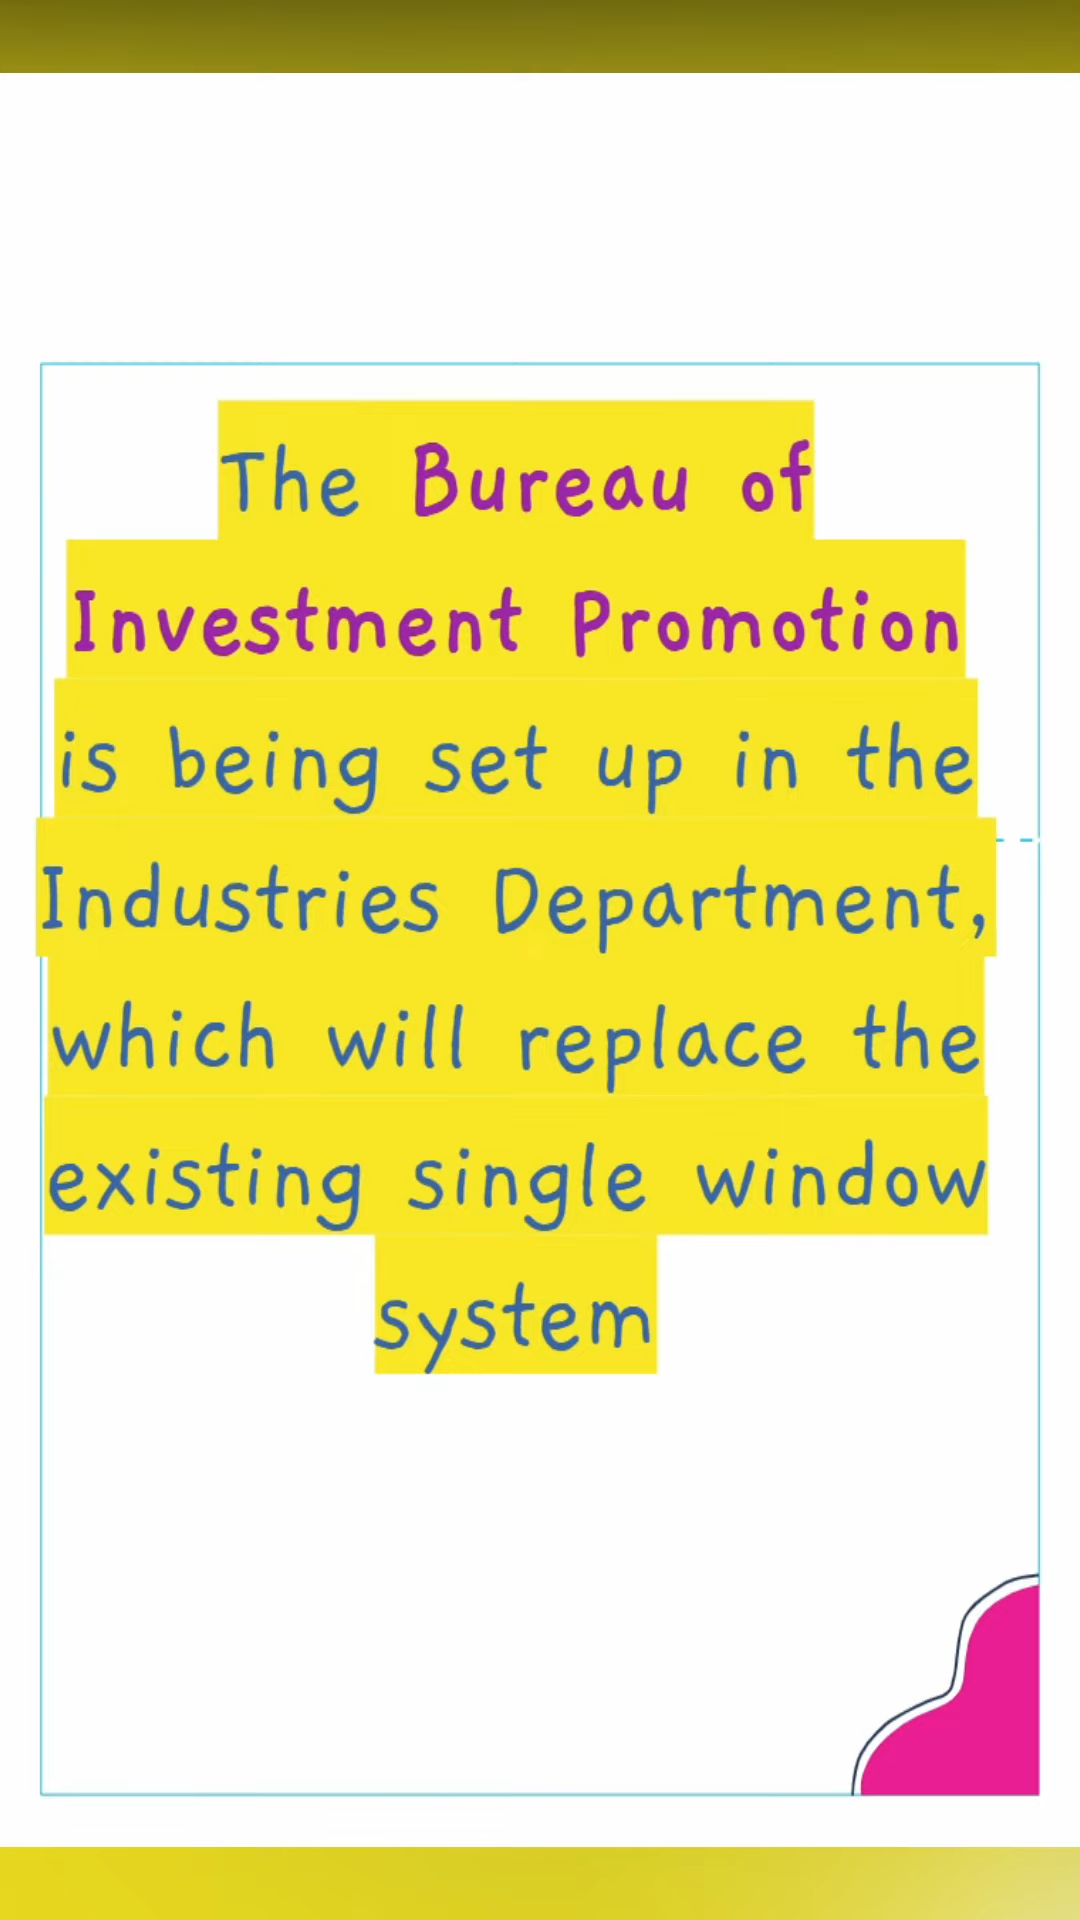 The Bureau of
Investment Promotion
is being set up in the
Industries Department,
which will replace the
existing single window
system